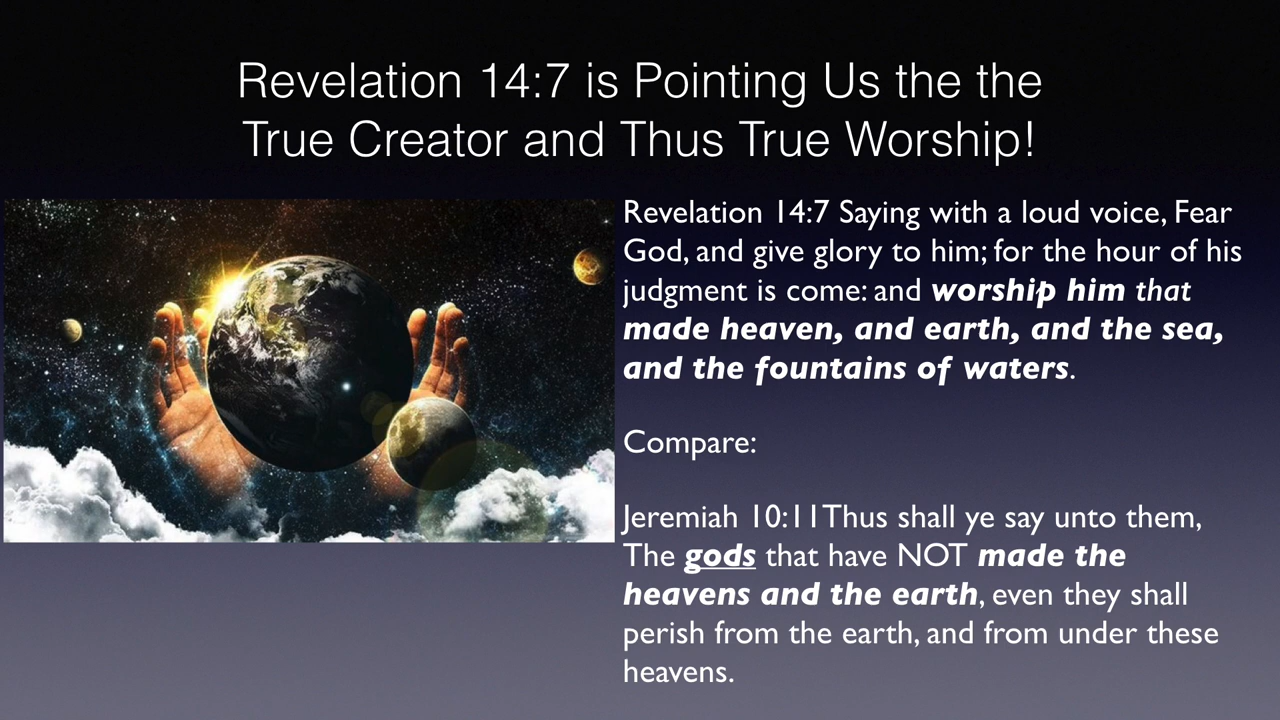 Revelation 14:7 is Pointing Us the the
True Creator and Thus True Worship!
Revelation 14:7 Saying with a loud voice, Fear
God, and give glory to him; for the hour of his
judgment is come: and worship him that
made heaven, and earth, and the sea,
and the fountains of waters.
Compare:
Jeremiah 10:11Thus shall ye say unto them,
The gods that have NOT made the
heavens and the earth, even they shall
perish from the earth, and from under these
heavens.